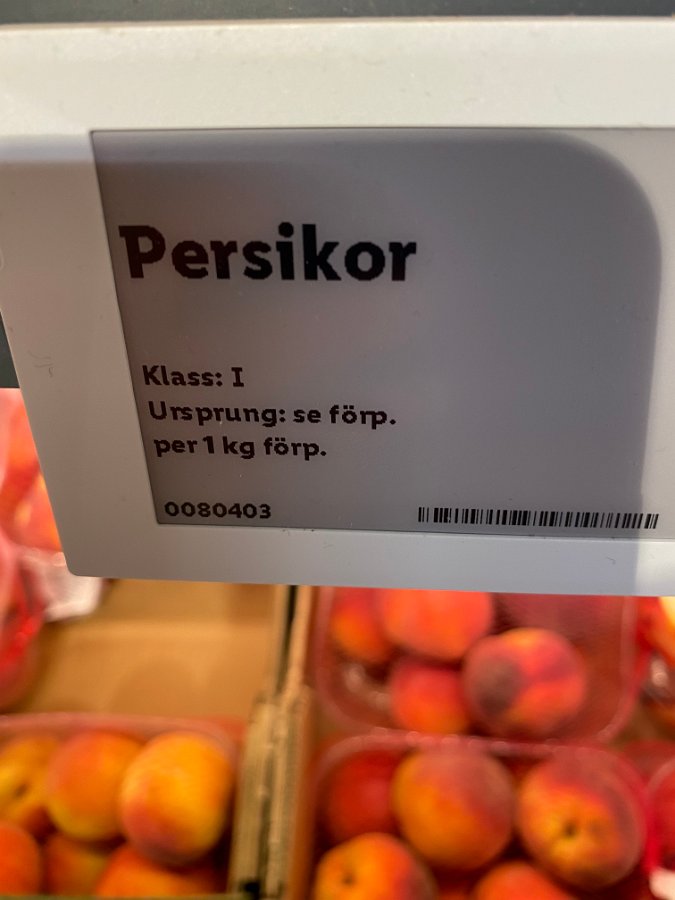 Persikor
Klass: I
Ursprung: se förp.
per 1 kg förp.
0080403